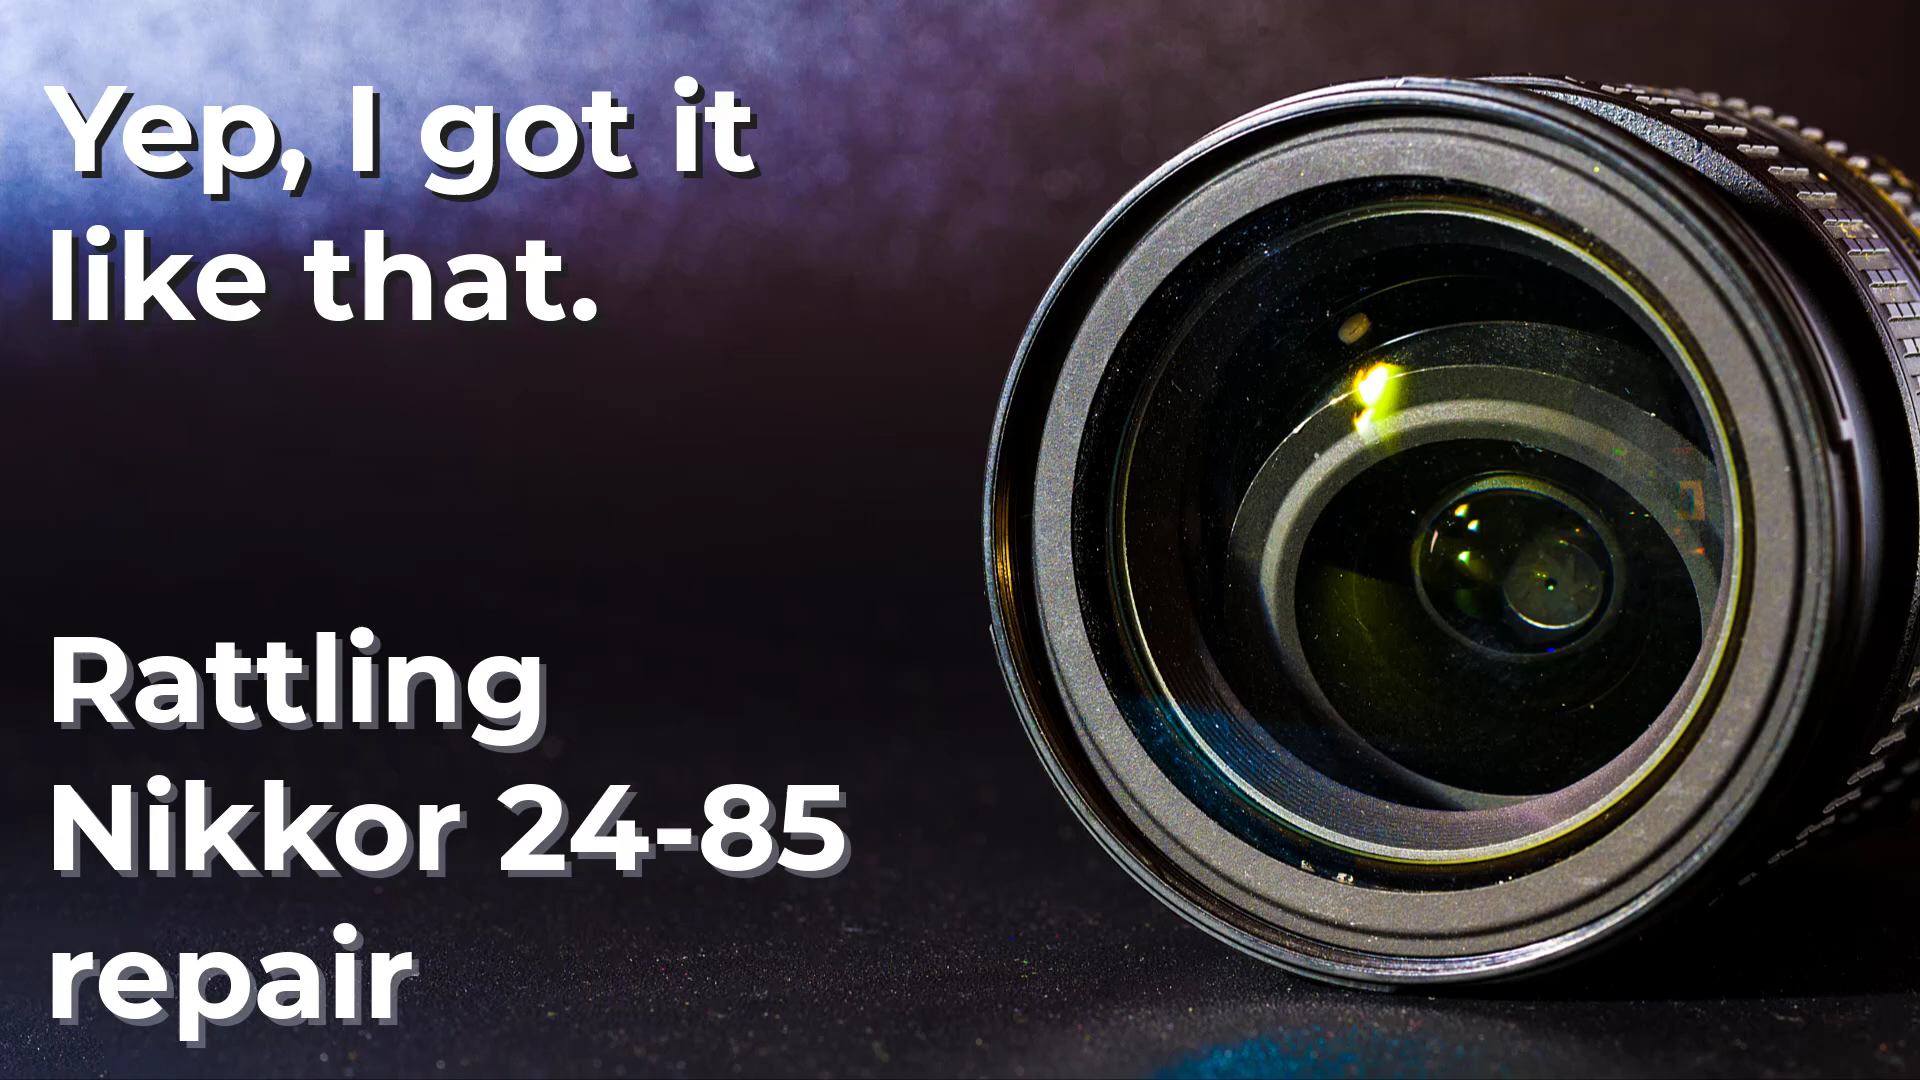 Yep, I got it
like that.
Rattling
Nikkor 24-85
repair